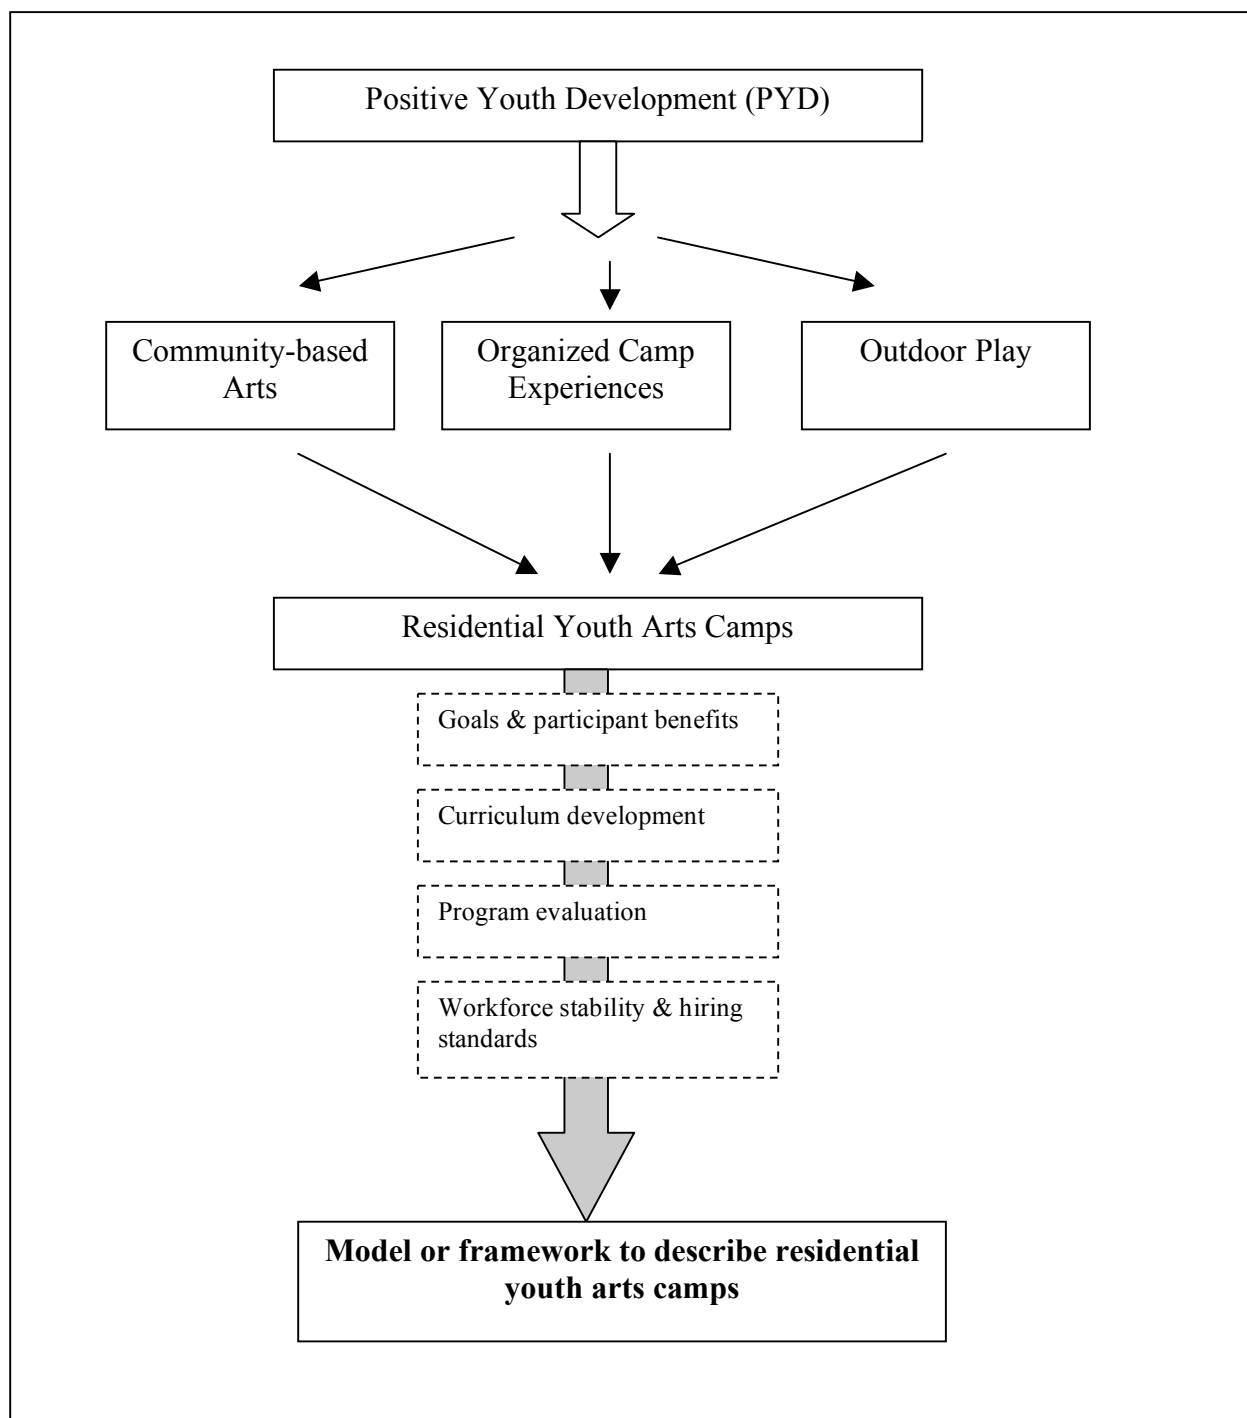 Positive Youth Development (PYD)
Community-based
Arts
Organized Camp
Experiences
Outdoor Play
Residential Youth Arts Camps
Goals & participant benefits
Curriculum development
Program evaluation
Workforce stability & hiring
standards
Model or framework to describe residential
youth arts camps